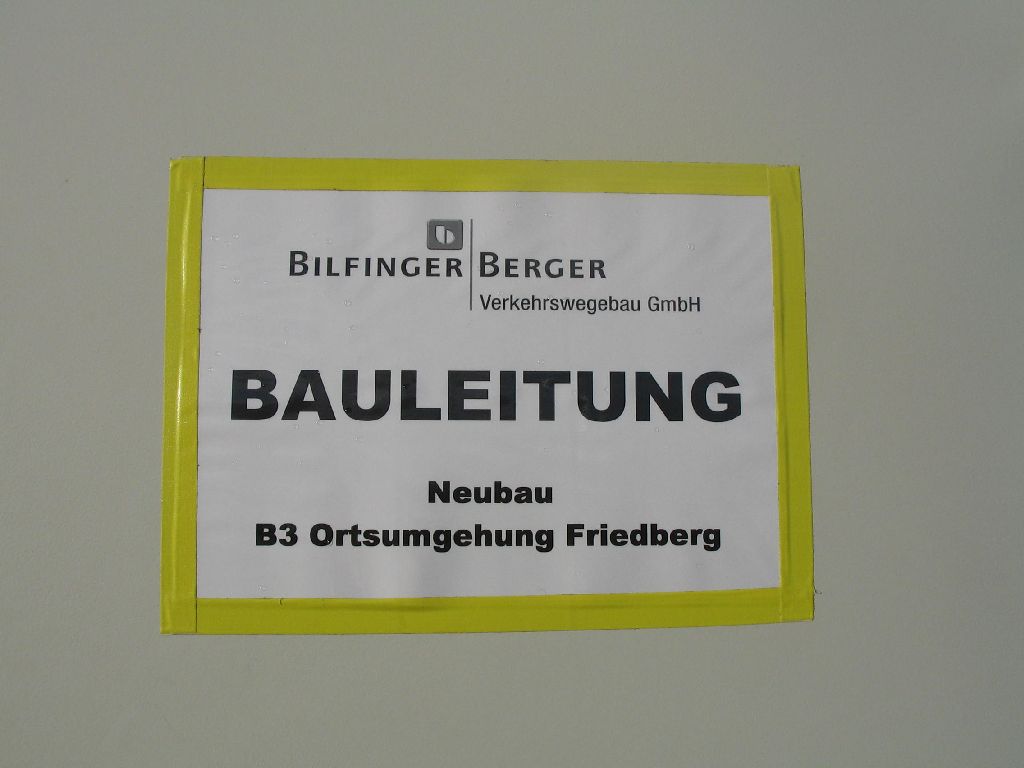 BILFINGER BERGER
Verkehrswegebau GmbH
BAULEITUNG
Neubau
B3 Ortsumgehung Friedberg